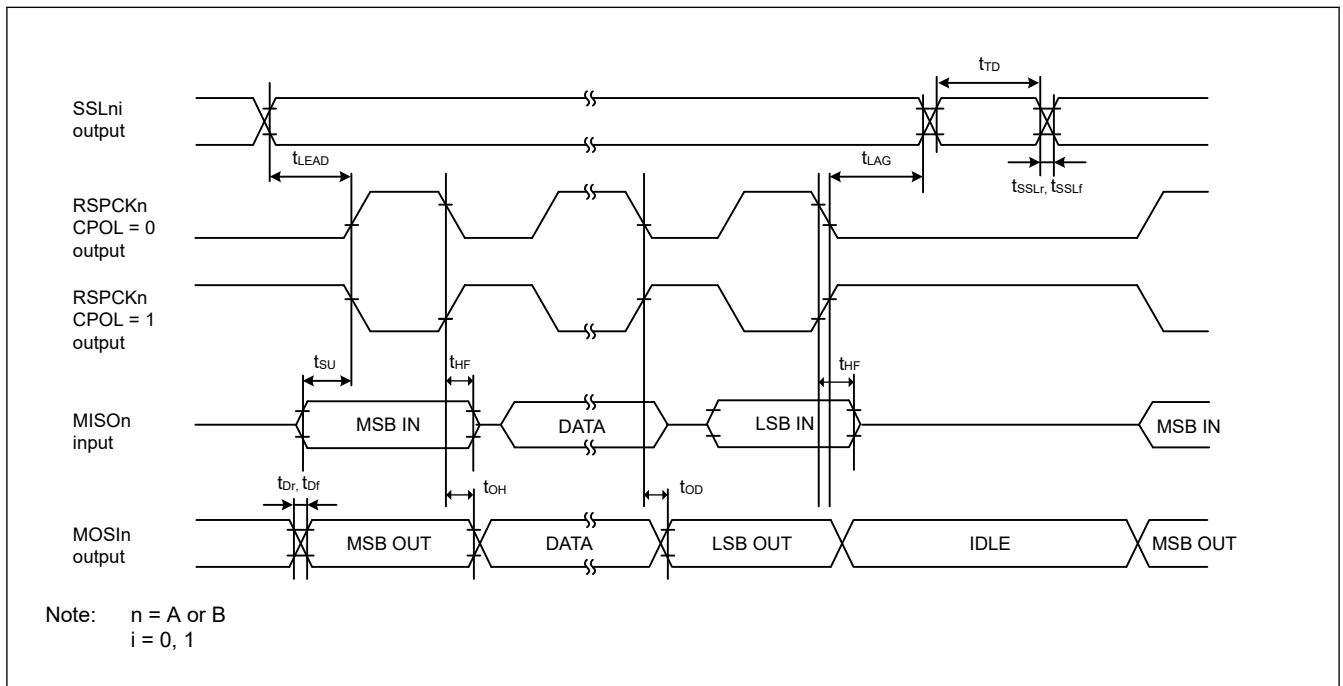 tTD
SSLni
output
tLEAD
tLAG
tSSLr, tSSLf
RSPCKn
CPOL = 0
output
RSPCKn
CPOL = 1
output
tSU
tHF
tHF
MISOn
input
MSB IN
DATA
LSB IN
MSB IN
tDr, tDf
tOH
tOD
MOSIn
output
MSB OUT
DATA
LSB OUT
IDLE
MSB OUT
Note: n = A or B
i = 0, 1